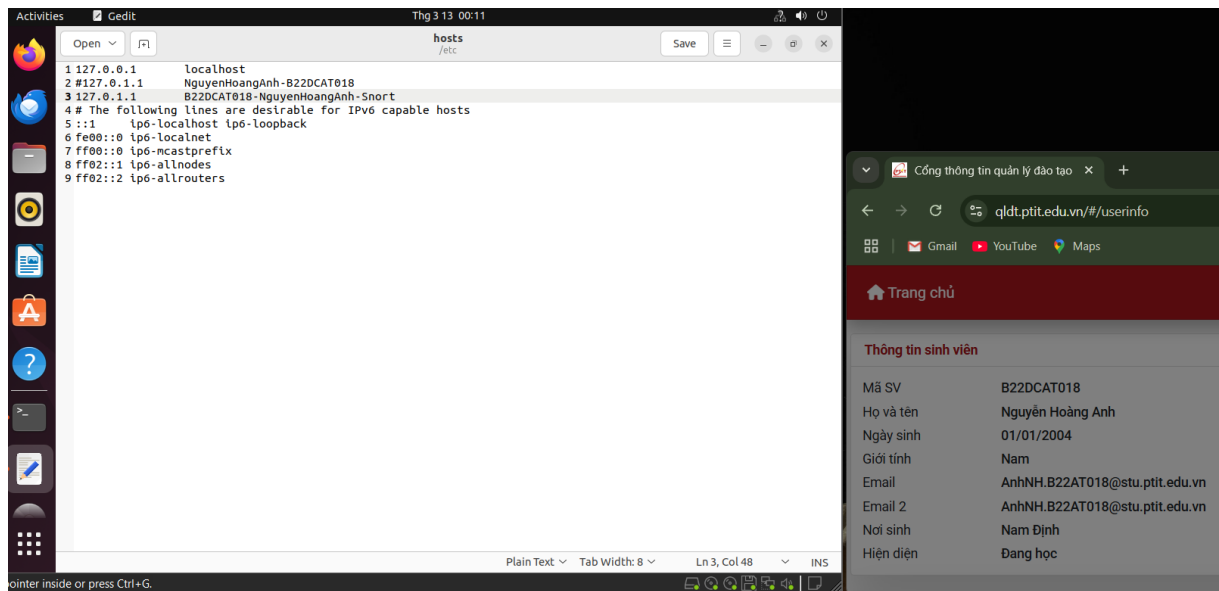 Activities Gedit Thg 3 13 00:11
Open hosts Save
/etc
1 127.0.0.1 localhost
2 #127.0.1.1 NguyenHoangAnh-B22DCAT018
3 127.0.1.1 B22DCAT018-NguyenHoangAnh-Snort
4 # The following lines are desirable for IPv6 capable hosts
5 ::1 ip6-localhost ip6-loopback
6 fe00::0 ip6-localnet
7 ff00::0 ip6-mcastprefix
8 ff02::1 ip6-allnodes
9 ff02::2 ip6-allrouters
Plain Text Tab Width: 8 Ln 3, Col 48 INS
pointer inside or press Ctrl+G.
Cổng thông tin quản lý đào tạo
qldt.ptit.edu.vn/#/userinfo
Gmail YouTube Maps
Trang chủ
Thông tin sinh viên
Mã SV B22DCAT018
Họ và tên Nguyễn Hoàng Anh
Ngày sinh 01/01/2004
Giới tính Nam
Email AnhNH.B22AT018@stu.ptit.edu.vn
Email 2 AnhNH.B22AT018@stu.ptit.edu.vn
Nơi sinh Nam Định
Hiện diện Đang học